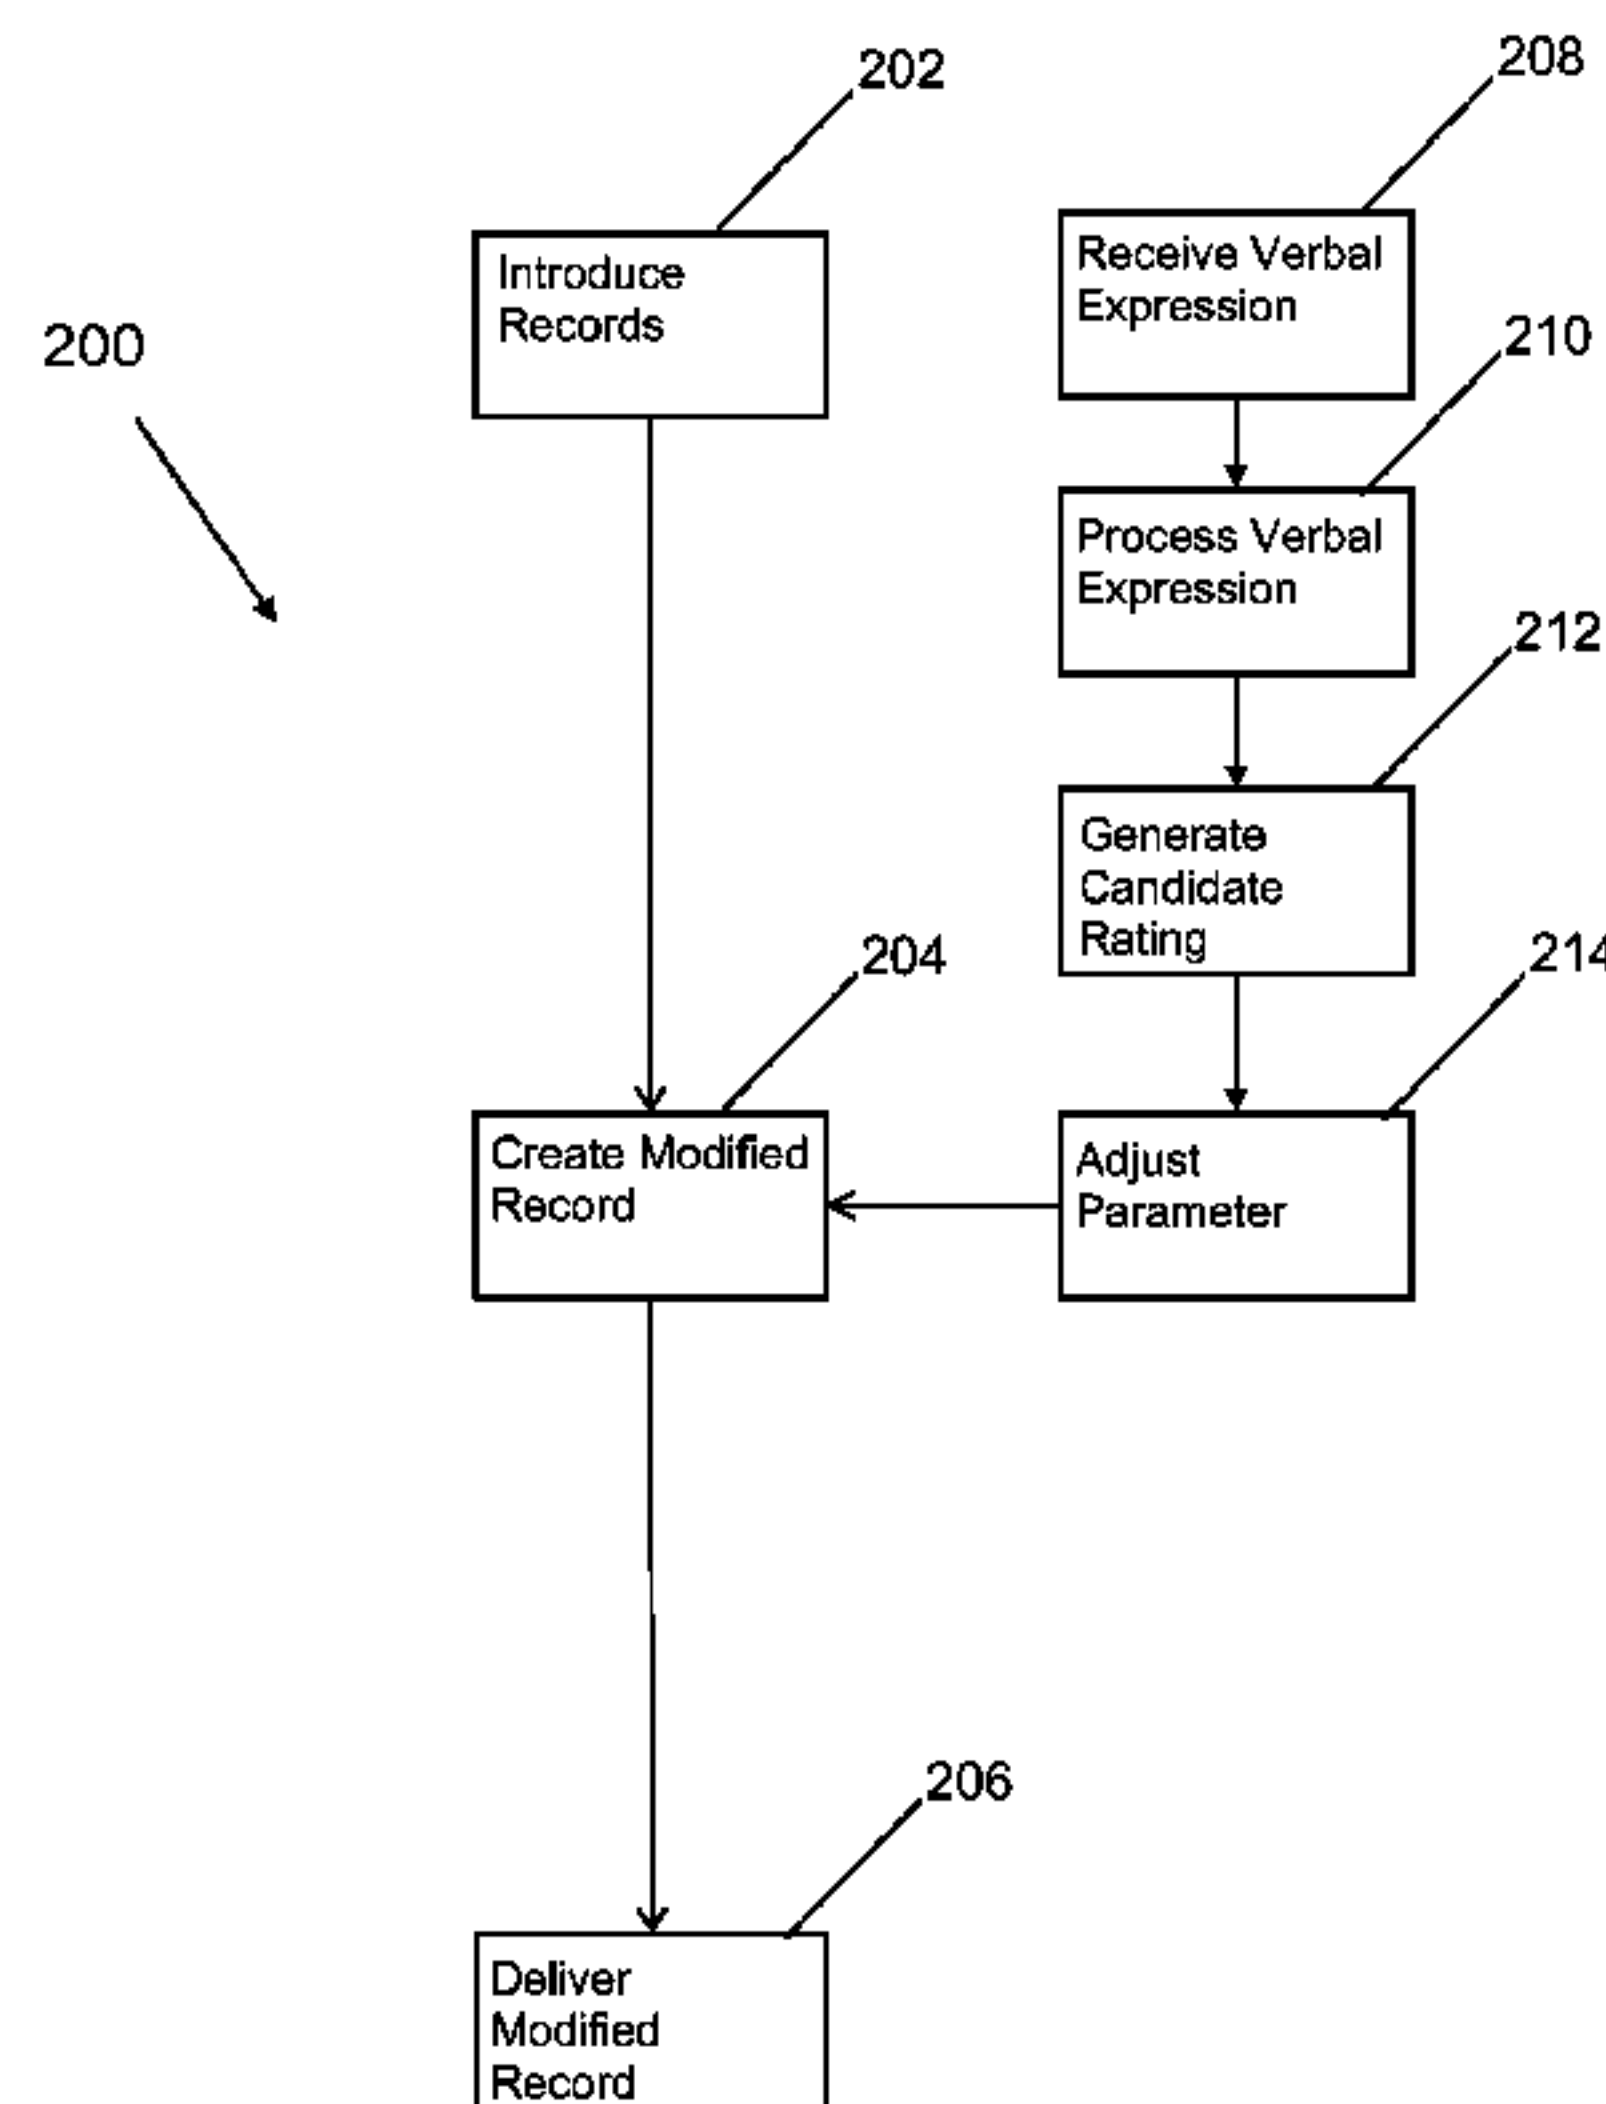 202
208
Introduce
Records
Receive Verbal
Expression
200
210
Process Verbal
Expression
212
Generate
Candidate
Rating
204
214
Create Modified
Record
Adjust
Parameter
206
Deliver
Modified
Record